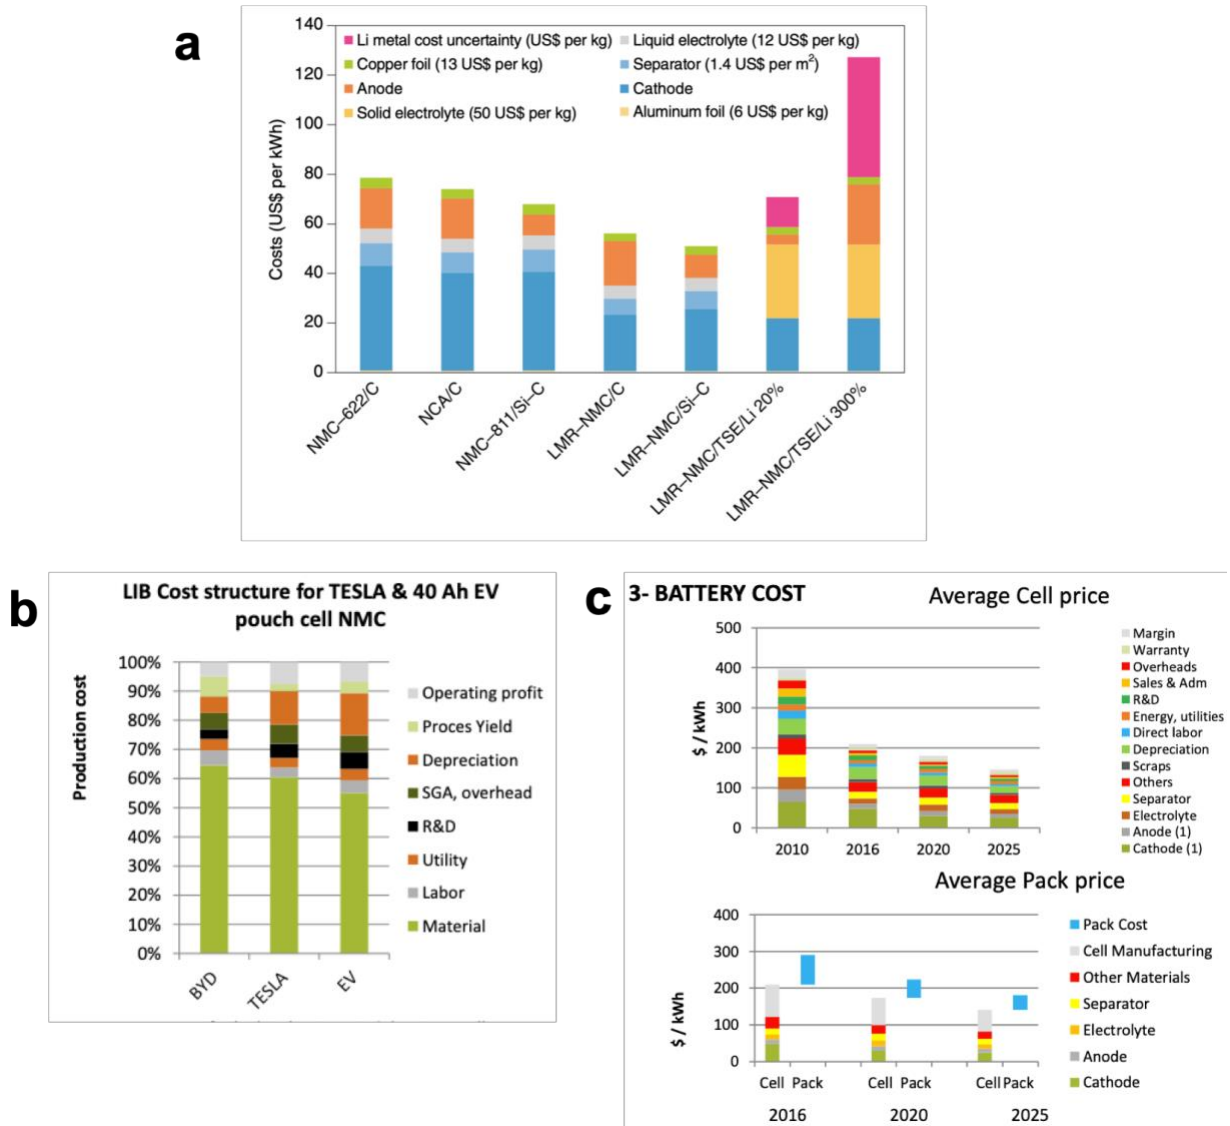 a
140
120
100
80
60
40
20
0
Costs (US$ per kWh)
Li metal cost uncertainty (US$ per kg)
Copper foil (13 US$ per kg)
Anode
Solid electrolyte (50 US$ per kg)
Liquid electrolyte (12 US$ per kg)
Separator (1.4 US$ per m²)
Cathode
Aluminum foil (6 US$ per kg)
NMC–622/C
NCA/C
NMC–811/Si–C
LMR–NMC/C
LMR–NMC/Si–C
LMR–NMC/TSE/Li 20%
LMR–NMC/TSE/Li 300%
b
LIB Cost structure for TESLA & 40 Ah EV
pouch cell NMC
Production cost
100%
90%
80%
70%
60%
50%
40%
30%
20%
10%
0%
BYD
TESLA
EV
Operating profit
Proces Yield
Depreciation
SGA, overhead
R&D
Utility
Labor
Material
c
3- BATTERY COST
Average Cell price
$ / kWh
500
400
300
200
100
0
2010
2016
2020
2025
Margin
Warranty
Overheads
Sales & Adm
R&D
Energy, utilities
Direct labor
Depreciation
Scraps
Others
Separator
Electrolyte
Anode (1)
Cathode (1)
Average Pack price
$ / kWh
400
300
200
100
0
Cell Pack
Cell Pack
Cell Pack
2016
2020
2025
Pack Cost
Cell Manufacturing
Other Materials
Separator
Electrolyte
Anode
Cathode